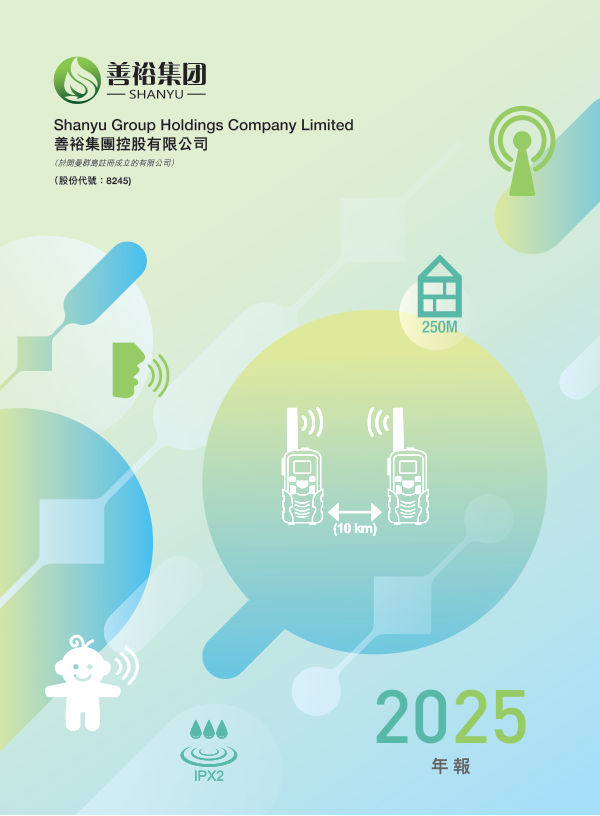 善裕集团
SHANYU
Shanyu Group Holdings Company Limited
善裕集團控股有限公司
（於開曼群島註冊成立的有限公司）
（股份代號：8245)
250M
(10 km)
IPX2
2025
年報